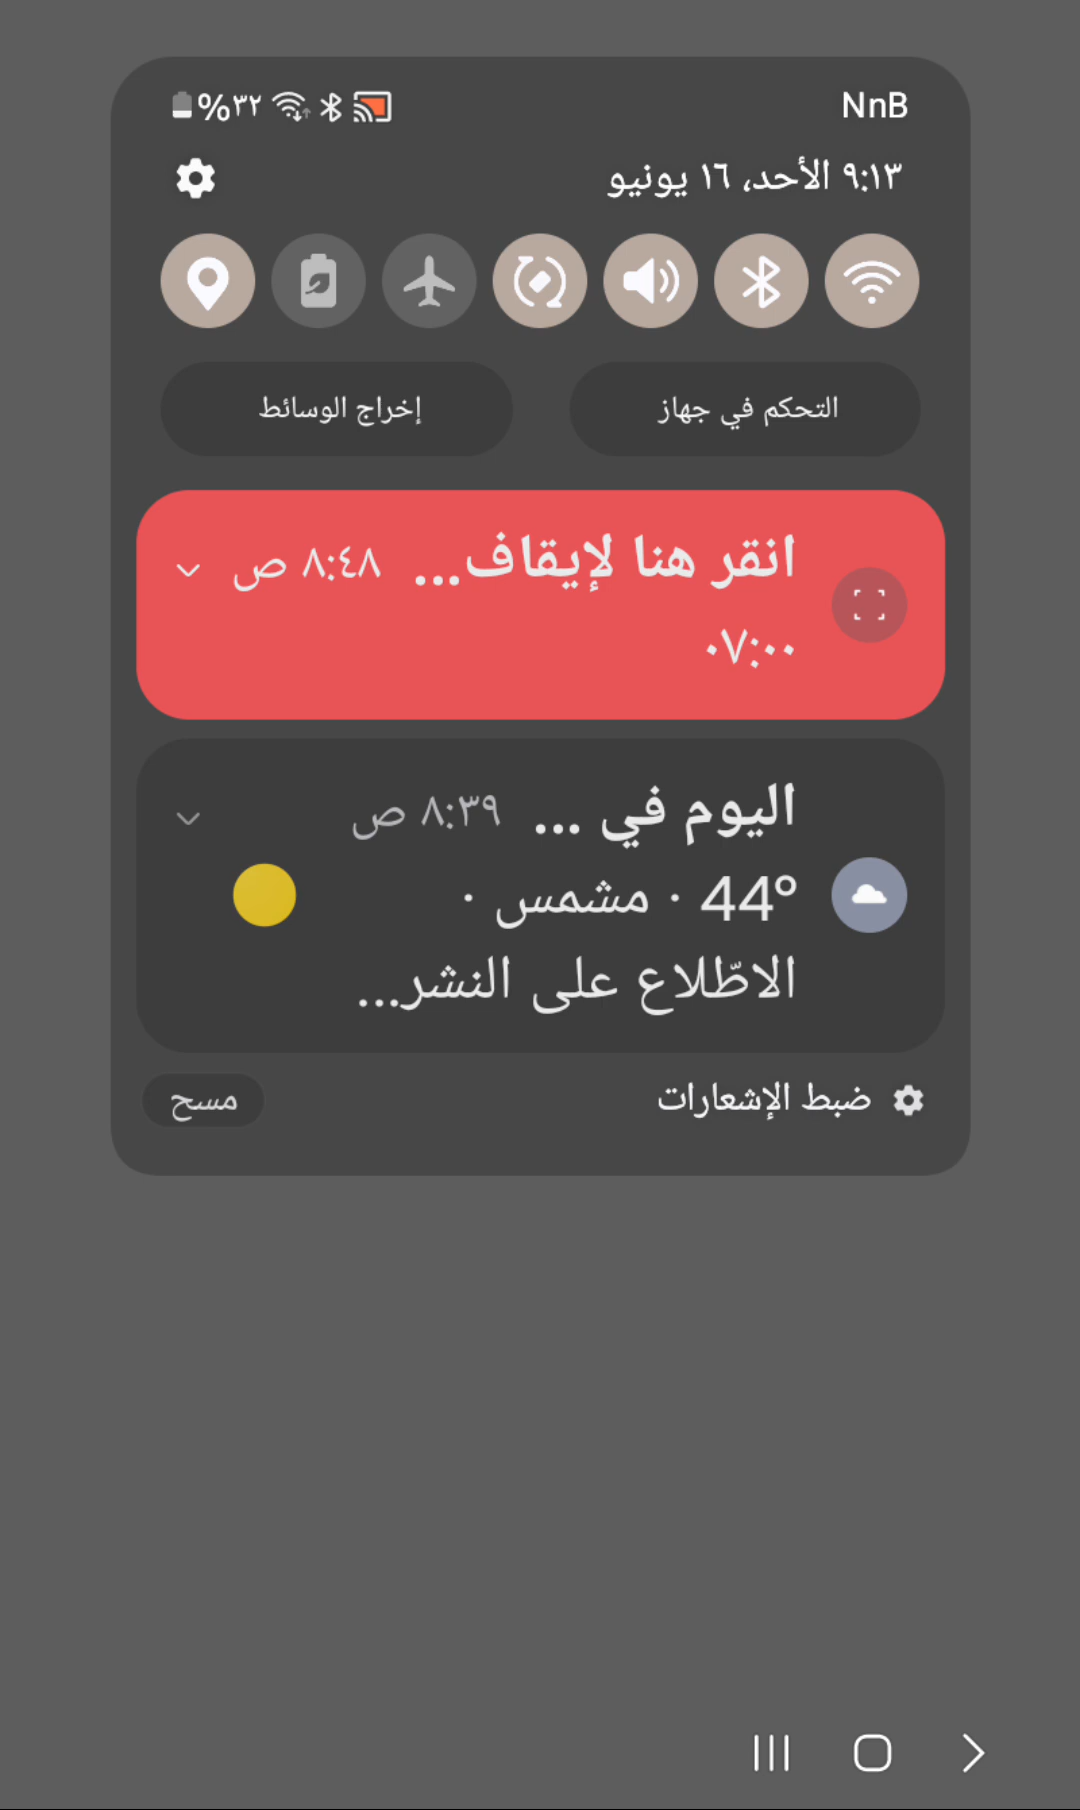 NnB
%٣٢
٩:١٣ الأحد، ١٦ يونيو
التحكم في جهاز
إخراج الوسائط
انقر هنا لإيقاف... ٨:٤٨ ص
٠٧:٠٠
اليوم في ... ٨:٣٩ ص
44° · مشمس ·
الاطّلاع على النشر...
ضبط الإشعارات
مسح